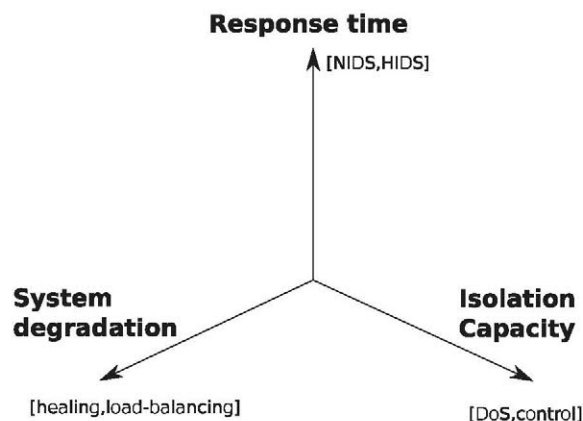 Response time
[NIDS,HIDS]
System
degradation
Isolation
Capacity
[healing,load-balancing]
[DoS,control]